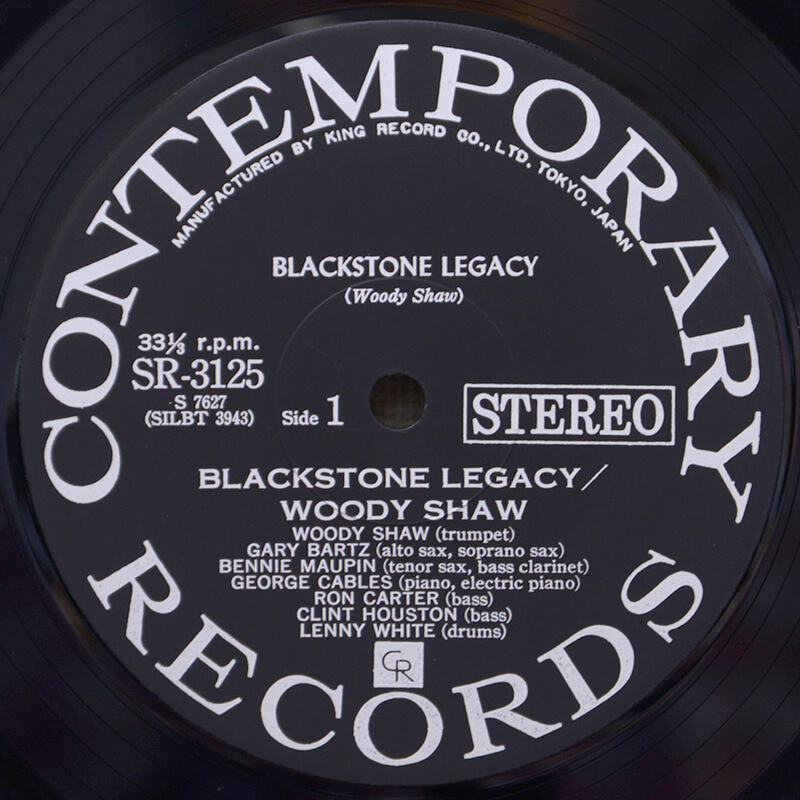 CONTEMPORARY
MANUFACTURED BY KING RECORD CO., LTD. TOKYO, JAPAN
BLACKSTONE LEGACY
(Woody Shaw)
33⅓ r.p.m.
SR-3125
S 7627
(SILBT 3943)
Side 1
STEREO
BLACKSTONE LEGACY/
WOODY SHAW
WOODY SHAW (trumpet)
GARY BARTZ (alto sax, soprano sax)
BENNIE MAUPIN (tenor sax, bass clarinet)
GEORGE CABLES (piano, electric piano)
RON CARTER (bass)
CLINT HOUSTON (bass)
LENNY WHITE (drums)
CR
RECORDS